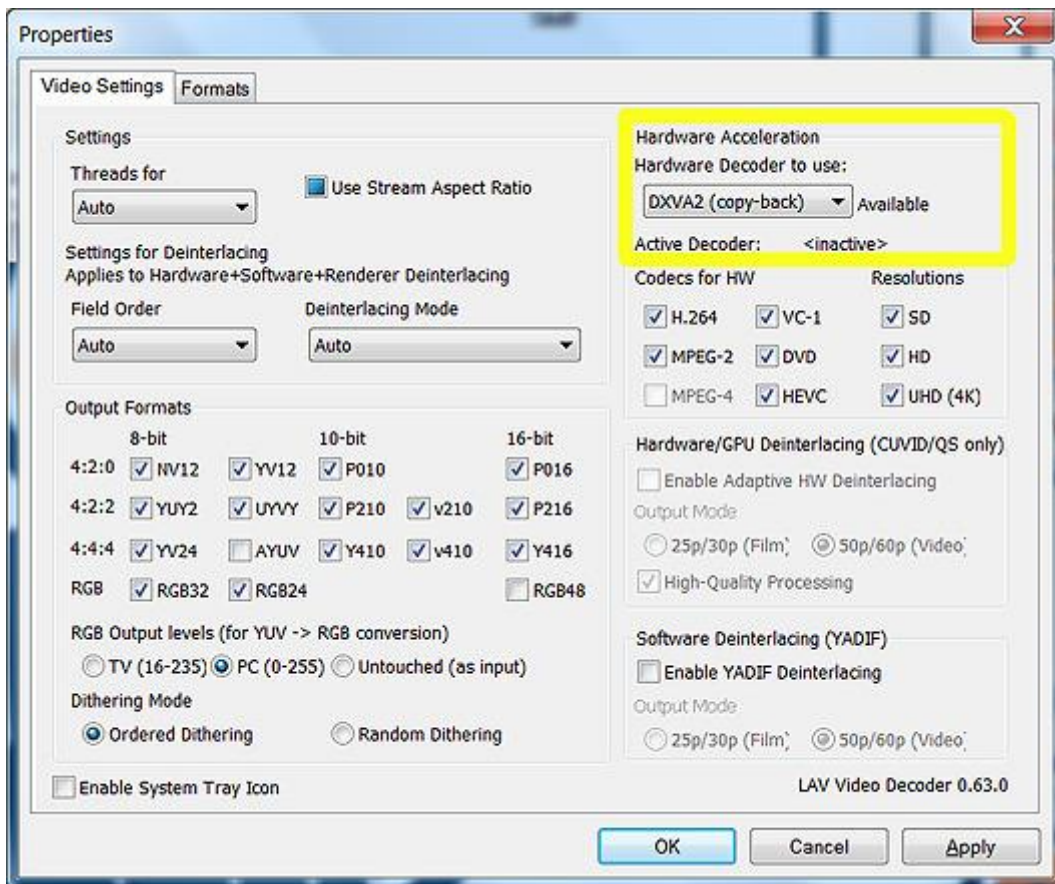 Properties
Video Settings
Formats
Settings
Threads for
Auto
Use Stream Aspect Ratio
Settings for Deinterlacing
Applies to Hardware+Software+Renderer Deinterlacing
Field Order
Deinterlacing Mode
Auto
Auto
Output Formats
8-bit 10-bit 16-bit
4:2:0 NV12 YV12 P010 P016
4:2:2 YUY2 UYVY P210 v210 P216
4:4:4 YV24 AYUV Y410 v410 Y416
RGB RGB32 RGB24 RGB48
RGB Output levels (for YUV -> RGB conversion)
TV (16-235) PC (0-255) Untouched (as input)
Dithering Mode
Ordered Dithering Random Dithering
Enable System Tray Icon
Hardware Acceleration
Hardware Decoder to use:
DXVA2 (copy-back) Available
Active Decoder: <inactive>
Codecs for HW Resolutions
H.264 VC-1 SD
MPEG-2 DVD HD
MPEG-4 HEVC UHD (4K)
Hardware/GPU Deinterlacing (CUVID/QS only)
Enable Adaptive HW Deinterlacing
Output Mode
25p/30p (Film) 50p/60p (Video)
High-Quality Processing
Software Deinterlacing (YADIF)
Enable YADIF Deinterlacing
Output Mode
25p/30p (Film) 50p/60p (Video)
LAV Video Decoder 0.63.0
OK Cancel Apply